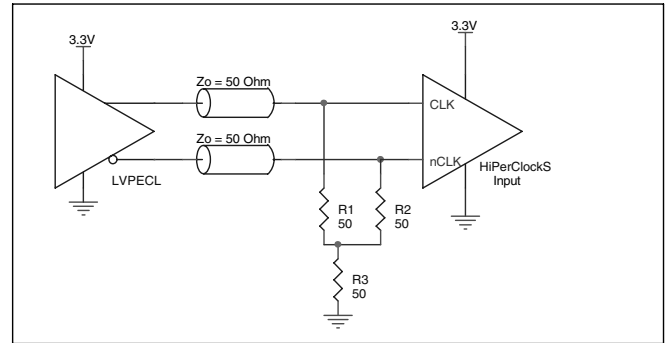 3.3V
3.3V
Zo = 50 Ohm
CLK
Zo = 50 Ohm
nCLK
LVPECL
HiPerClockS
Input
R1
50
R2
50
R3
50